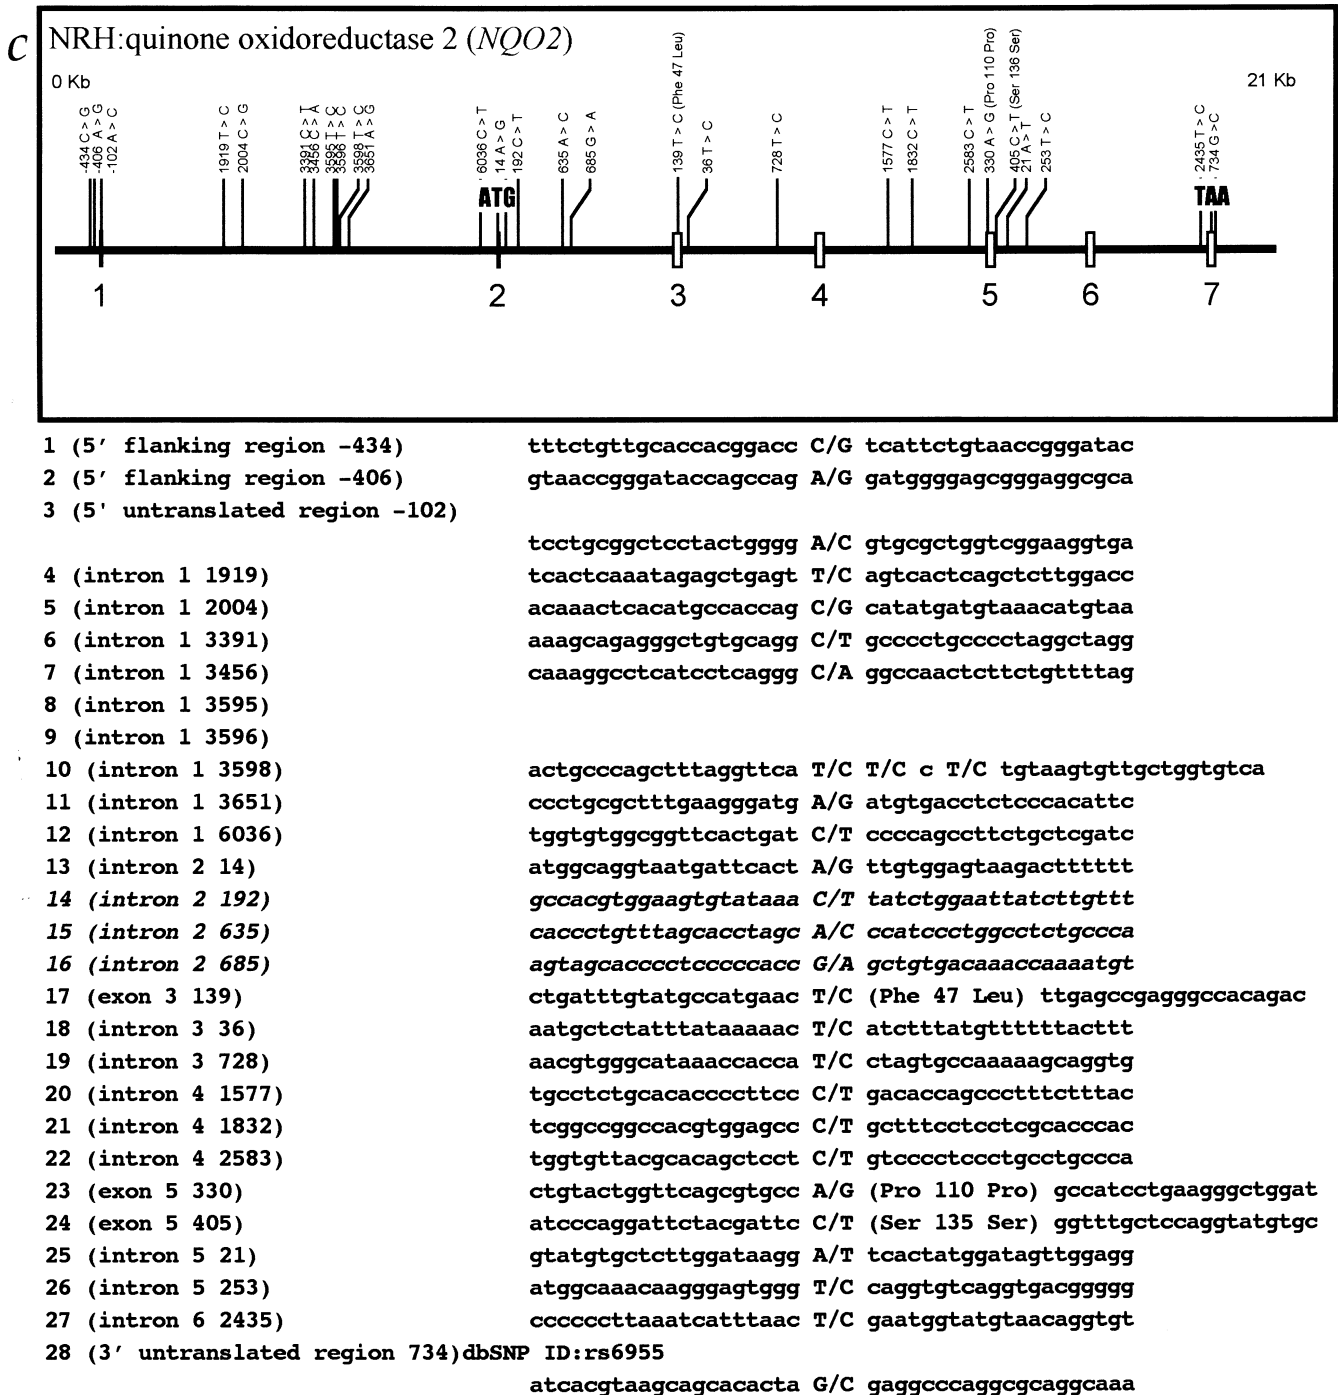 c
NRH:quinone oxidoreductase 2 (NQO2)
0 Kb
21 Kb
-434 C > G
-406 A > G
-102 A > C
1919 T > C
2004 C > G
3391 C > T
3456 C > A
3595 T > C
3596 T > C
3598 T > C
3651 A > G
6036 C > T
14 A > G
192 C > T
635 A > C
685 G > A
139 T > C (Phe 47 Leu)
36 T > C
728 T > C
1577 C > T
1832 C > T
2583 C > T
330 A > G (Pro 110 Pro)
405 C > T (Ser 136 Ser)
21 A > T
253 T > C
2435 T > C
734 G >C
ATG
TAA
1 2 3 4 5 6 7
1 (5′ flanking region -434) tttctgttgcaccacggacc C/G tcattctgtaaccgggatac
2 (5′ flanking region -406) gtaaccgggataccagccag A/G gatggggagcgggaggcgca
3 (5' untranslated region -102)
tcctgcggctcctactgggg A/C gtgcgctggtcggaaggtga
4 (intron 1 1919) tcactcaaatagagctgagt T/C agtcactcagctcttggacc
5 (intron 1 2004) acaaactcacatgccaccag C/G catatgatgtaaacatgtaa
6 (intron 1 3391) aaagcagagggctgtgcagg C/T gcccctgcccctaggctagg
7 (intron 1 3456) caaaggcctcatcctcaggg C/A ggccaactcttctgttttag
8 (intron 1 3595)
9 (intron 1 3596)
10 (intron 1 3598) actgcccagctttaggttca T/C T/C c T/C tgtaagtgttgctggtgtca
11 (intron 1 3651) ccctgcgctttgaagggatg A/G atgtgacctctcccacattc
12 (intron 1 6036) tggtgtggcggttcactgat C/T ccccagccttctgctcgatc
13 (intron 2 14) atggcaggtaatgattcact A/G ttgtggagtaagactttttt
14 (intron 2 192) gccacgtggaagtgtataaa C/T tatctggaattatcttgttt
15 (intron 2 635) caccctgtttagcacctagc A/C ccatccctggcctctgccca
16 (intron 2 685) agtagcacccctcccccacc G/A gctgtgacaaaccaaaatgt
17 (exon 3 139) ctgatttgtatgccatgaac T/C (Phe 47 Leu) ttgagccgagggccacagac
18 (intron 3 36) aatgctctatttataaaaac T/C atctttatgttttttacttt
19 (intron 3 728) aacgtgggcataaaccacca T/C ctagtgccaaaaagcaggtg
20 (intron 4 1577) tgcctctgcacaccccttcc C/T gacaccagccctttctttac
21 (intron 4 1832) tcggccggccacgtggagcc C/T gctttcctcctcgcacccac
22 (intron 4 2583) tggtgttacgcacagctcct C/T gtcccctccctgcctgccca
23 (exon 5 330) ctgtactggttcagcgtgcc A/G (Pro 110 Pro) gccatcctgaagggctggat
24 (exon 5 405) atcccaggattctacgattc C/T (Ser 135 Ser) ggtttgctccaggtatgtgc
25 (intron 5 21) gtatgtgctcttggataagg A/T tcactatggatagttggagg
26 (intron 5 253) atggcaaacaagggagtggg T/C caggtgtcaggtgacggggg
27 (intron 6 2435) ccccccttaaatcatttaac T/C gaatggtatgtaacaggtgt
28 (3′ untranslated region 734)dbSNP ID:rs6955
atcacgtaagcagcacacta G/C gaggcccaggcgcaggcaaa